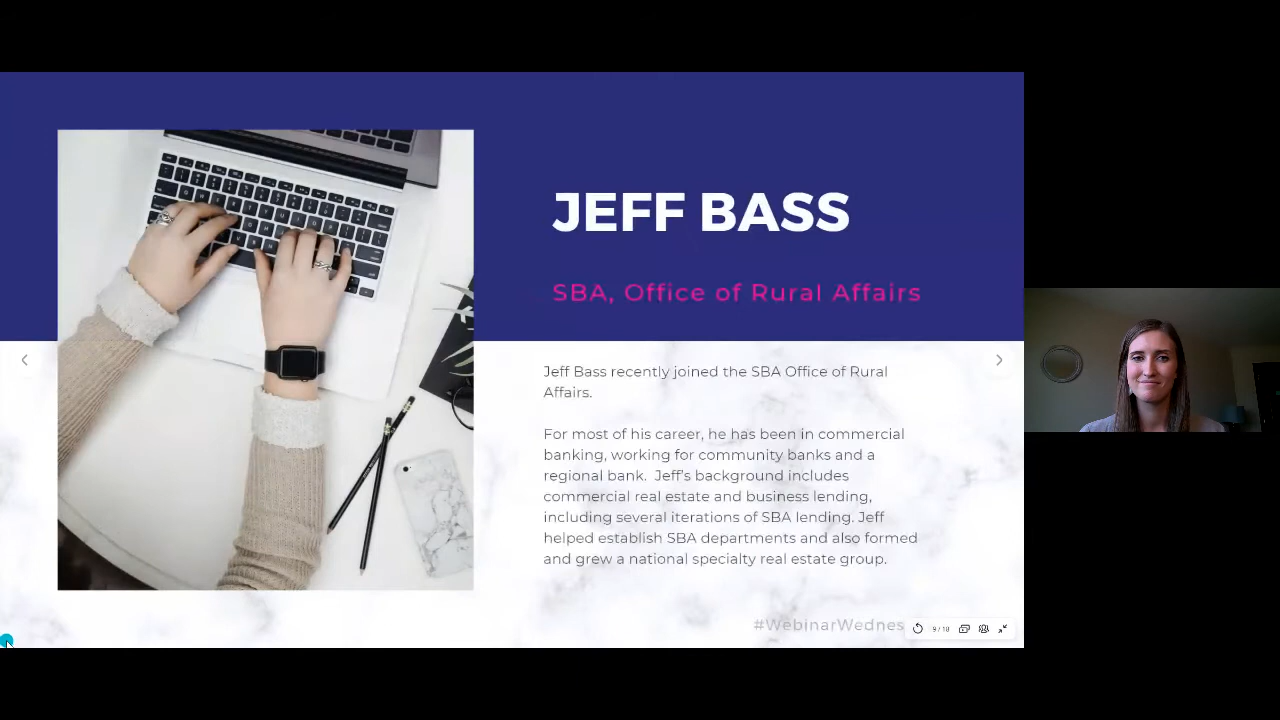 JEFF BASS
SBA, Office of Rural Affairs
Jeff Bass recently joined the SBA Office of Rural
Affairs.
For most of his career, he has been in commercial
banking, working for community banks and a
regional bank.  Jeff's background includes
commercial real estate and business lending,
including several iterations of SBA lending. Jeff
helped establish SBA departments and also formed
and grew a national specialty real estate group.
#WebinarWednes
9/10